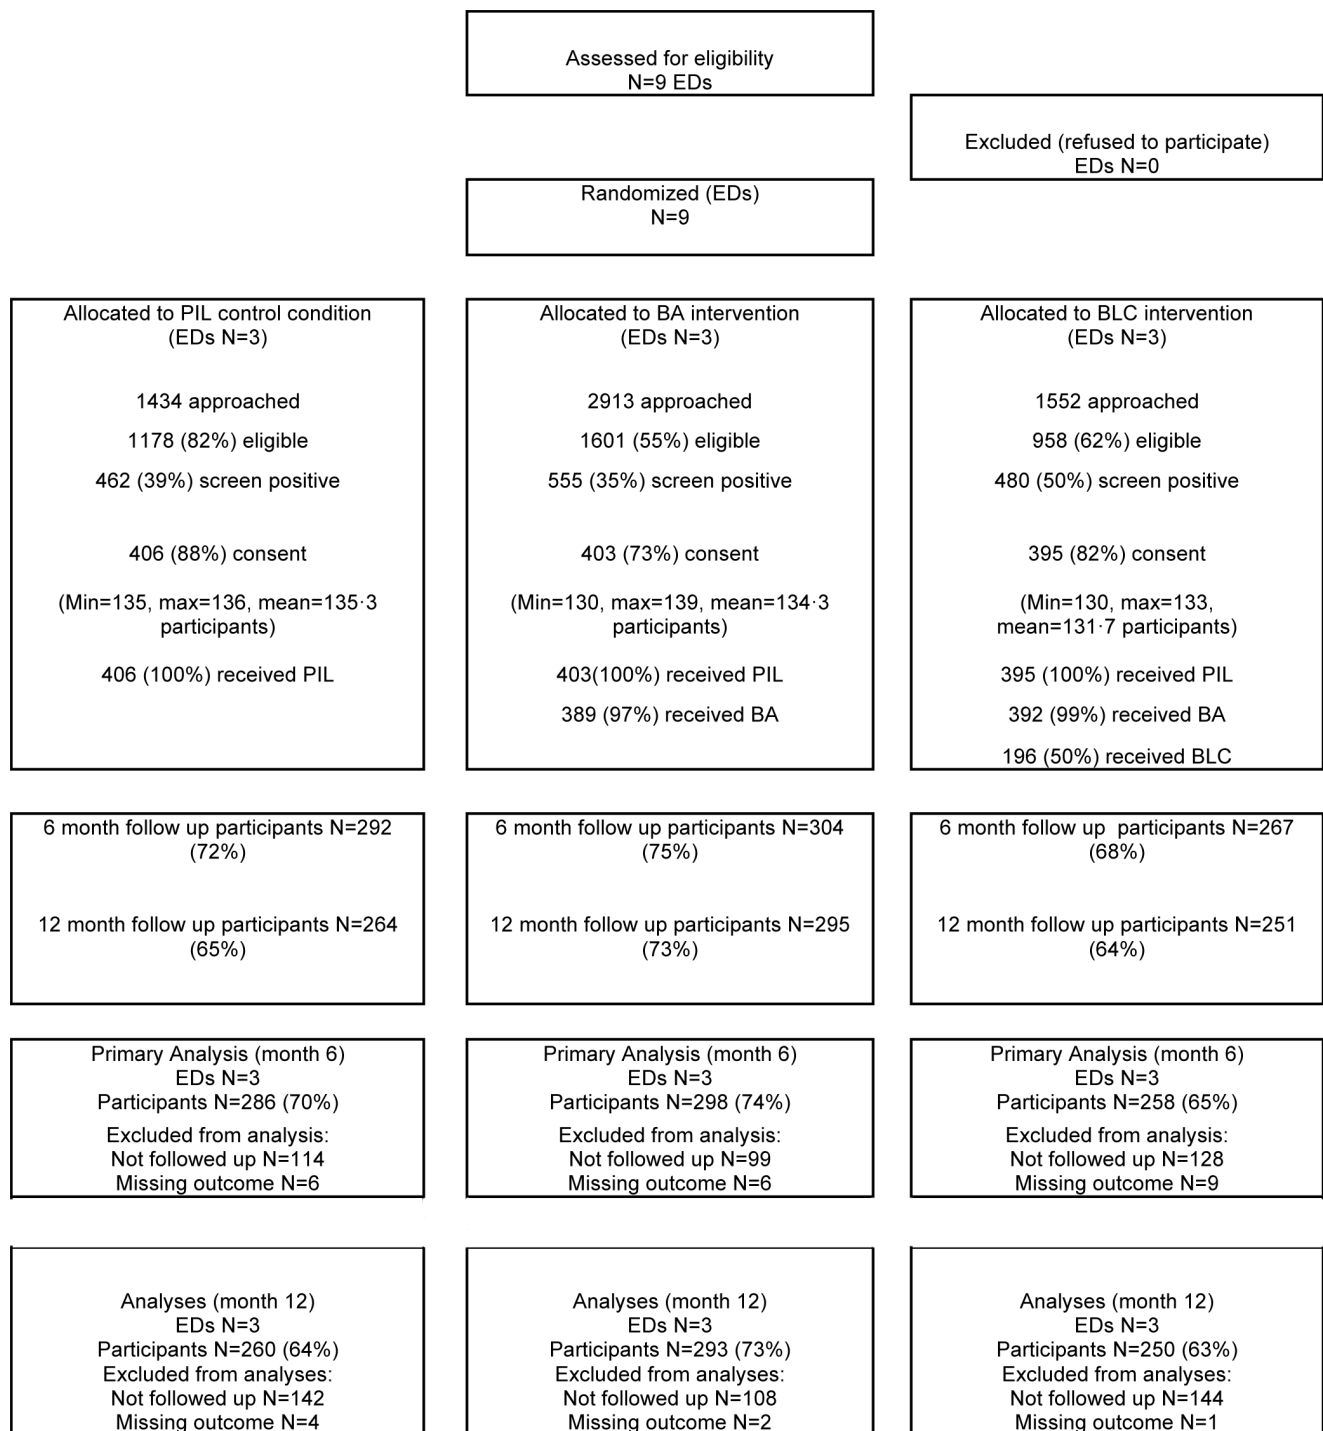 Assessed for eligibility
N=9 EDs
Excluded (refused to participate)
EDs N=0
Randomized (EDs)
N=9
Allocated to PIL control condition
(EDs N=3)
1434 approached
1178 (82%) eligible
462 (39%) screen positive
406 (88%) consent
(Min=135, max=136, mean=135·3
participants)
406 (100%) received PIL
Allocated to BA intervention
(EDs N=3)
2913 approached
1601 (55%) eligible
555 (35%) screen positive
403 (73%) consent
(Min=130, max=139, mean=134·3
participants)
403(100%) received PIL
389 (97%) received BA
Allocated to BLC intervention
(EDs N=3)
1552 approached
958 (62%) eligible
480 (50%) screen positive
395 (82%) consent
(Min=130, max=133,
mean=131·7 participants)
395 (100%) received PIL
392 (99%) received BA
196 (50%) received BLC
6 month follow up participants N=292
(72%)
12 month follow up participants N=264
(65%)
6 month follow up participants N=304
(75%)
12 month follow up participants N=295
(73%)
6 month follow up  participants N=267
(68%)
12 month follow up participants N=251
(64%)
Primary Analysis (month 6)
EDs N=3
Participants N=286 (70%)
Excluded from analysis:
Not followed up N=114
Missing outcome N=6
Primary Analysis (month 6)
EDs N=3
Participants N=298 (74%)
Excluded from analysis:
Not followed up N=99
Missing outcome N=6
Primary Analysis (month 6)
EDs N=3
Participants N=258 (65%)
Excluded from analysis:
Not followed up N=128
Missing outcome N=9
Analyses (month 12)
EDs N=3
Participants N=260 (64%)
Excluded from analyses:
Not followed up N=142
Missing outcome N=4
Analyses (month 12)
EDs N=3
Participants N=293 (73%)
Excluded from analyses:
Not followed up N=108
Missing outcome N=2
Analyses (month 12)
EDs N=3
Participants N=250 (63%)
Excluded from analyses:
Not followed up N=144
Missing outcome N=1